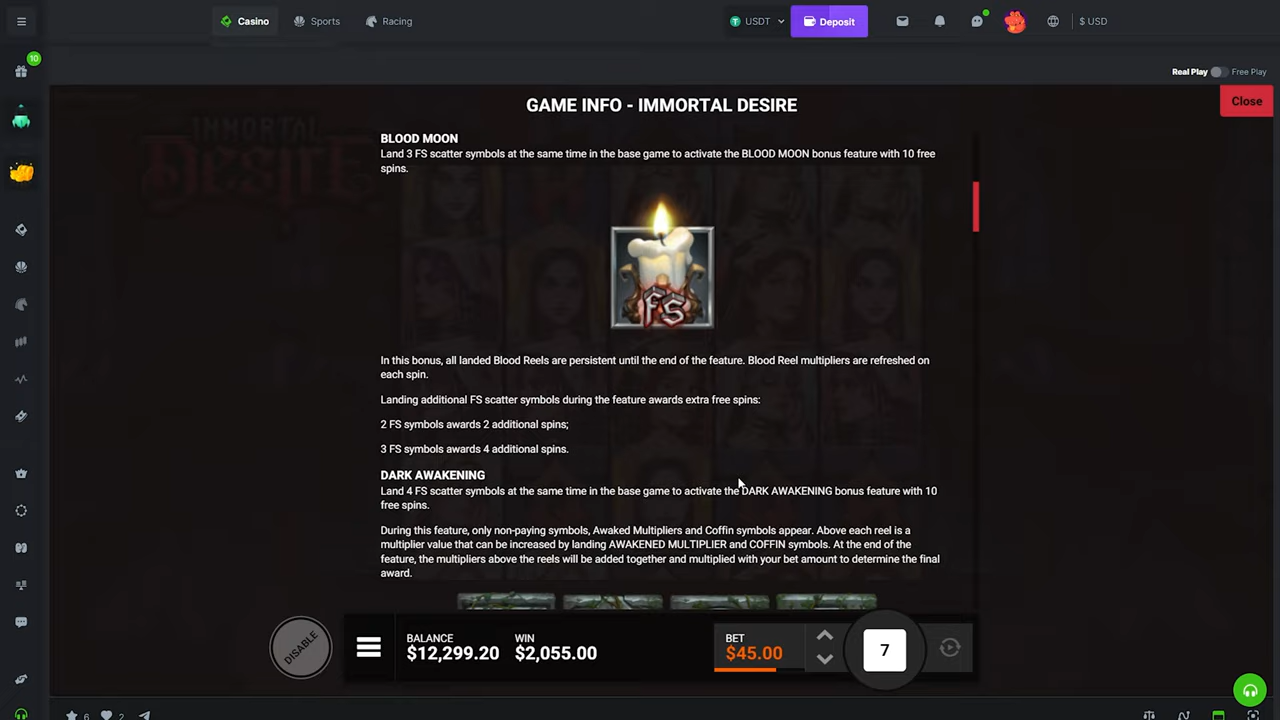 Casino
Sports
Racing
USDT
Deposit
$ USD
10
Real Play
Free Play
GAME INFO - IMMORTAL DESIRE
Close
IMMORTAL
DESIRE
BLOOD MOON
Land 3 FS scatter symbols at the same time in the base game to activate the BLOOD MOON bonus feature with 10 free
spins.
FS
In this bonus, all landed Blood Reels are persistent until the end of the feature. Blood Reel multipliers are refreshed on
each spin.
Landing additional FS scatter symbols during the feature awards extra free spins:
2 FS symbols awards 2 additional spins;
3 FS symbols awards 4 additional spins.
DARK AWAKENING
Land 4 FS scatter symbols at the same time in the base game to activate the DARK AWAKENING bonus feature with 10
free spins.
During this feature, only non-paying symbols, Awaked Multipliers and Coffin symbols appear. Above each reel is a
multiplier value that can be increased by landing AWAKENED MULTIPLIER and COFFIN symbols. At the end of the
feature, the multipliers above the reels will be added together and multiplied with your bet amount to determine the final
award.
DISABLE
BALANCE
$12,299.20
WIN
$2,055.00
BET
$45.00
7
6
2